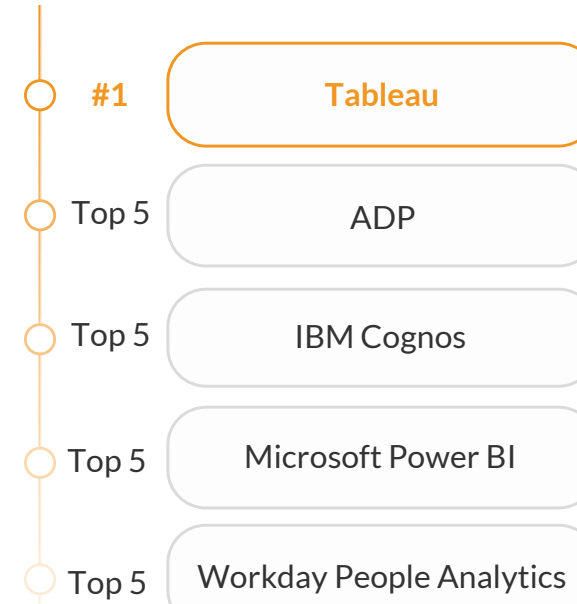 #1 Tableau
Top 5 ADP
Top 5 IBM Cognos
Top 5 Microsoft Power BI
Top 5 Workday People Analytics